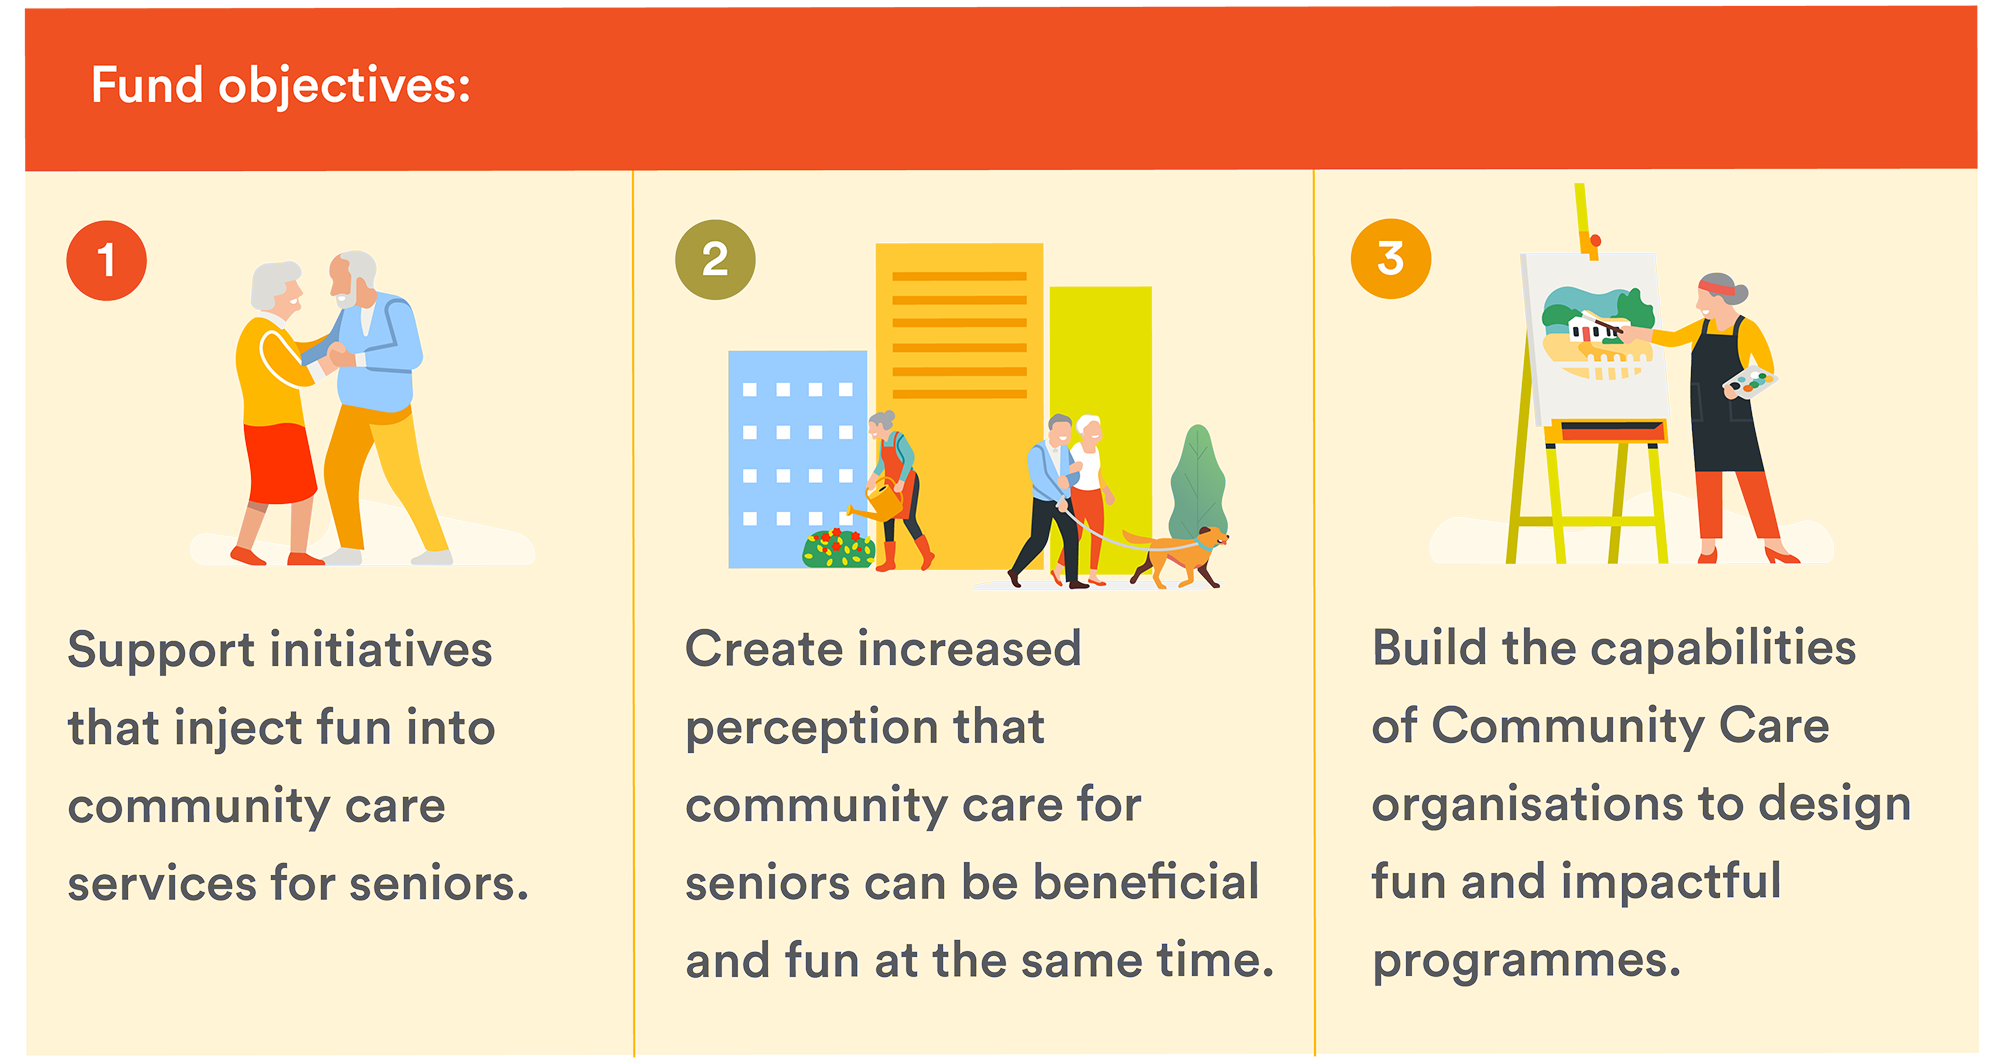 Fund objectives:
1
Support initiatives
that inject fun into
community care
services for seniors.
2
Create increased
perception that
community care for
seniors can be beneficial
and fun at the same time.
3
Build the capabilities
of Community Care
organisations to design
fun and impactful
programmes.